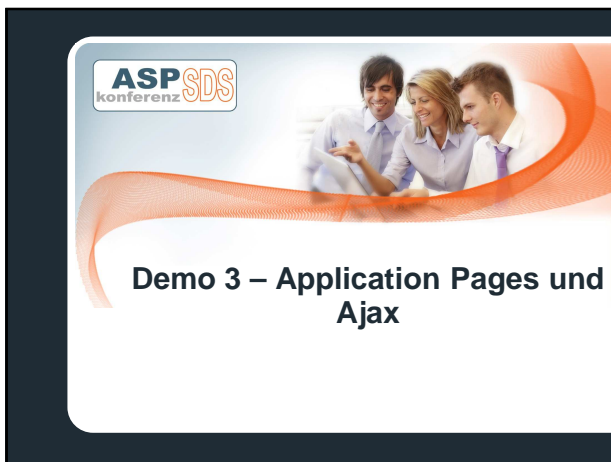 ASP SDS
konferenz
Demo 3 – Application Pages und
Ajax